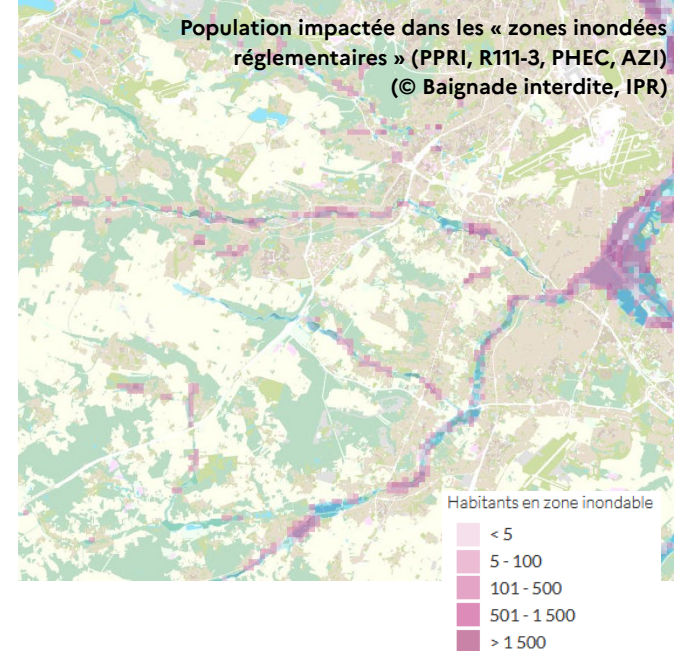 Population impactée dans les « zones inondées
réglementaires » (PPRI, R111-3, PHEC, AZI)
(© Baignade interdite, IPR)
Habitants en zone inondable
< 5
5 - 100
101 - 500
501 - 1 500
> 1 500